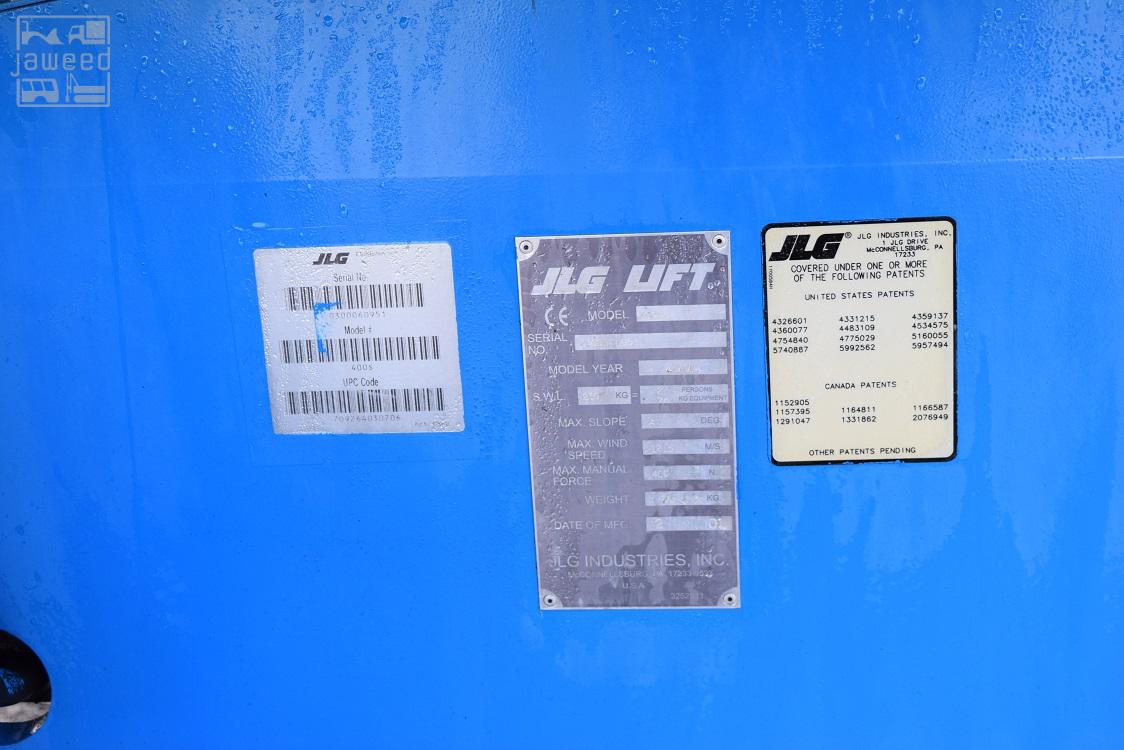 jaweed
JLG
Serial No.
0300060951
Model #
400S
UPC Code
709264030706
JLG LIFT
CE
MODEL
SERIAL
NO.
MODEL YEAR
S.W.L. KG = PERSONS
KG EQUIPMENT
MAX. SLOPE DEG.
MAX. WIND
SPEED M/S
MAX. MANUAL
FORCE N.
WEIGHT KG.
DATE OF MFG. 2 01
JLG INDUSTRIES, INC.
McCONNELLSBURG, PA 17233
U.S.A.
JLG® JLG INDUSTRIES, INC.
1 JLG DRIVE
McCONNELLSBURG, PA
17233
COVERED UNDER ONE OR MORE
OF THE FOLLOWING PATENTS
UNITED STATES PATENTS
4326601 4331215 4359137
4360077 4483109 4534575
4754840 4775029 5160055
5740887 5992562 5957494
CANADA PATENTS
1152905
1157395 1164811 1166587
1291047 1331862 2076949
OTHER PATENTS PENDING